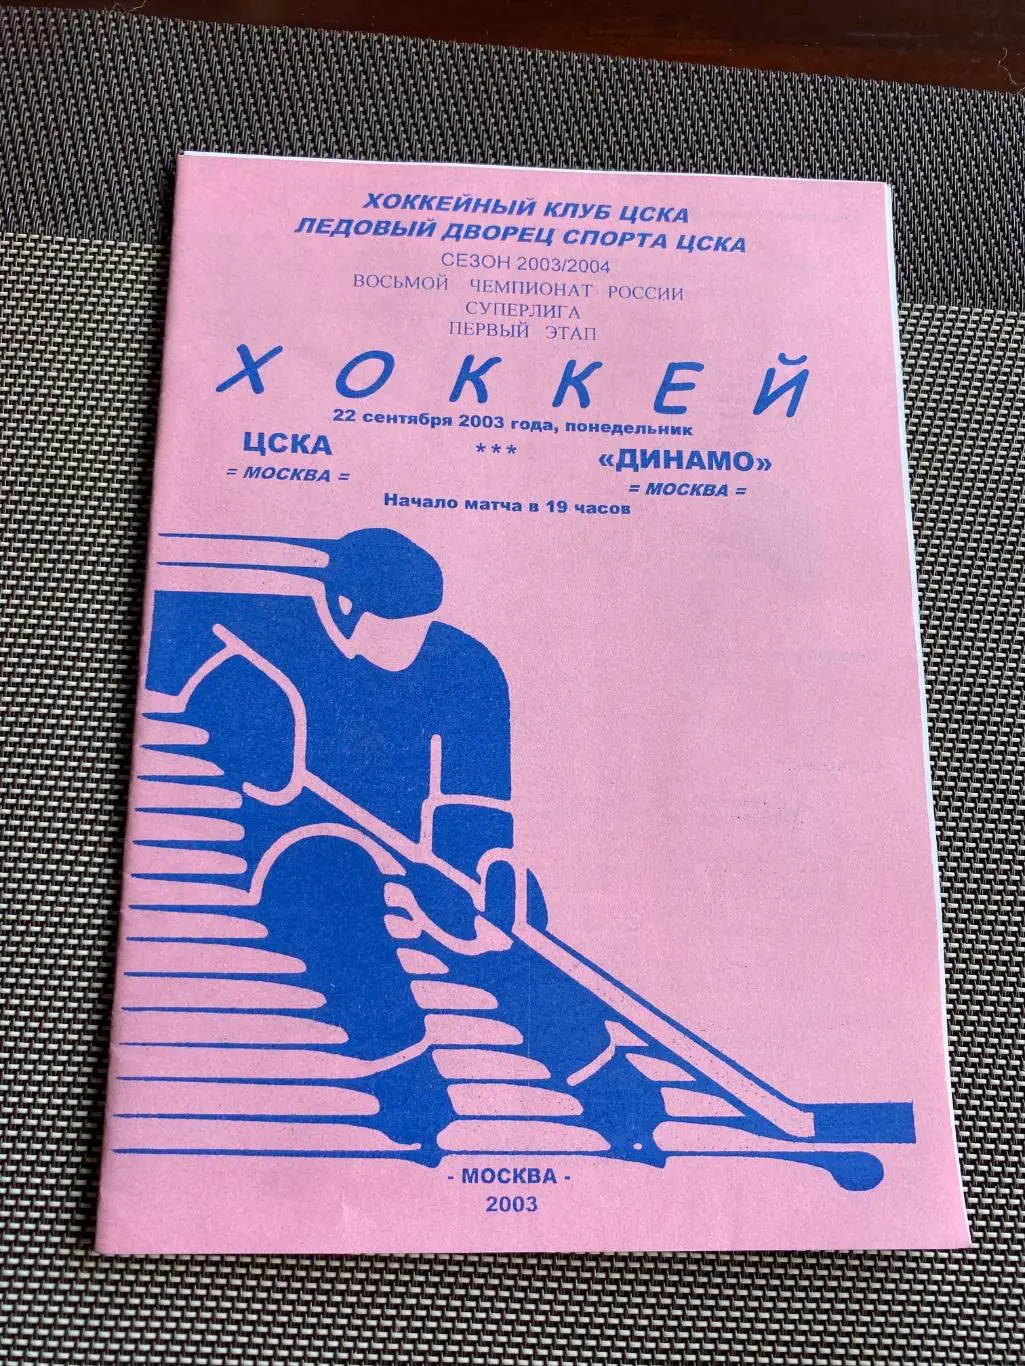 ХОККЕЙНЫЙ КЛУБ ЦСКА
ЛЕДОВЫЙ ДВОРЕЦ СПОРТА ЦСКА
СЕЗОН 2003/2004
ВОСЬМОЙ ЧЕМПИОНАТ РОССИИ
СУПЕРЛИГА
ПЕРВЫЙ ЭТАП
ХОККЕЙ
22 сентября 2003 года, понедельник
ЦСКА *** «ДИНАМО»
= МОСКВА = = МОСКВА =
Начало матча в 19 часов
- МОСКВА -
2003